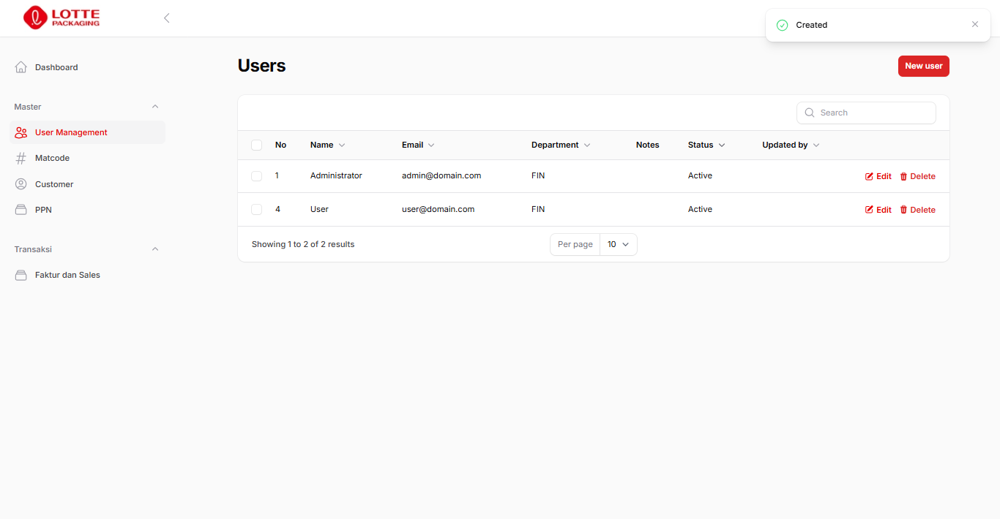 LOTTE
PACKAGING
Created
Dashboard
Users
New user
Master
Search
User Management
No Name Email Department Notes Status Updated by
Matcode
1 Administrator admin@domain.com FIN Active Edit Delete
Customer
4 User user@domain.com FIN Active Edit Delete
PPN
Showing 1 to 2 of 2 results Per page 10
Transaksi
Faktur dan Sales